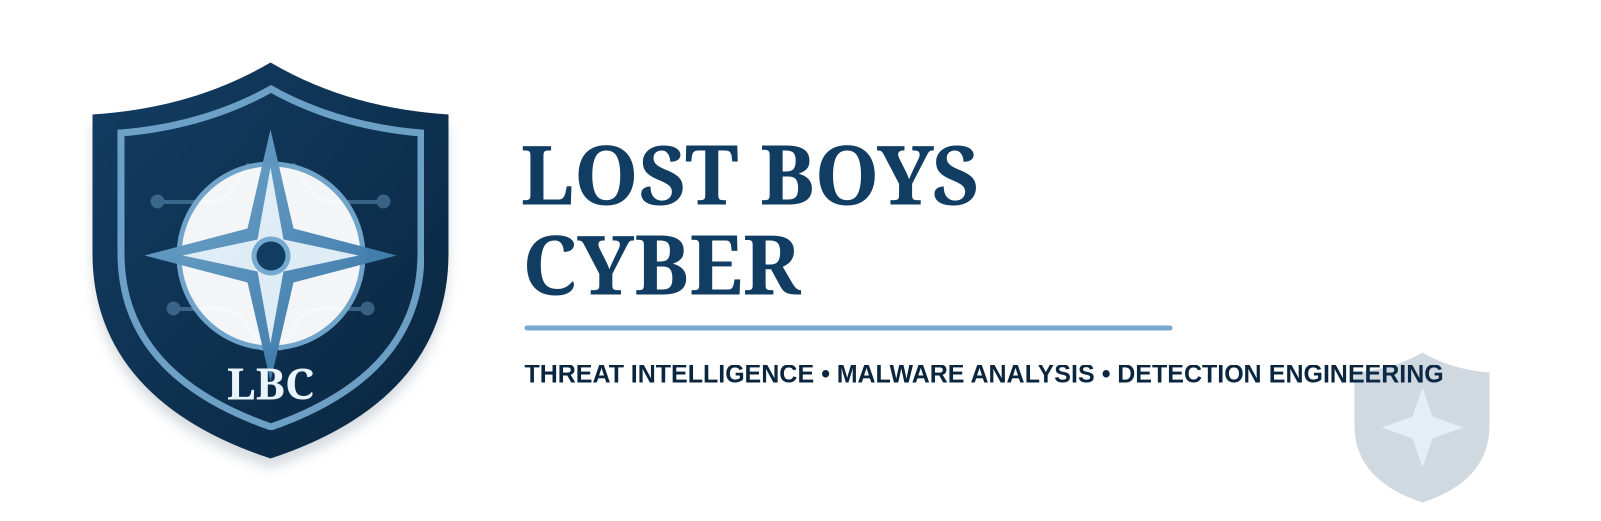 LBC
LOST BOYS
CYBER
THREAT INTELLIGENCE • MALWARE ANALYSIS • DETECTION ENGINEERING